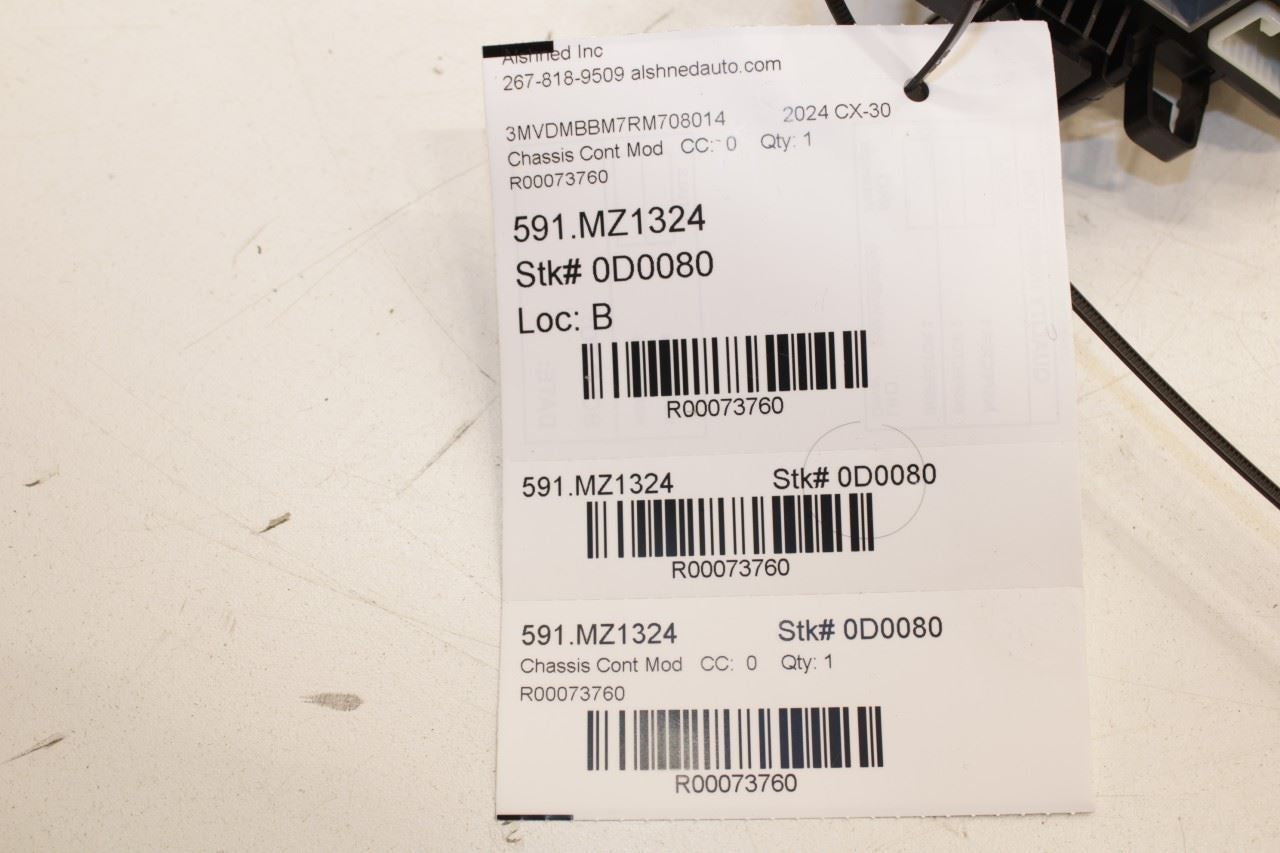 Alshned Inc
267-818-9509 alshnedauto.com
3MVDMBBM7RM708014 2024 CX-30
Chassis Cont Mod CC: 0 Qty: 1
R00073760
591.MZ1324
Stk# 0D0080
Loc: B
R00073760
591.MZ1324 Stk# 0D0080
R00073760
591.MZ1324 Stk# 0D0080
Chassis Cont Mod CC: 0 Qty: 1
R00073760
R00073760